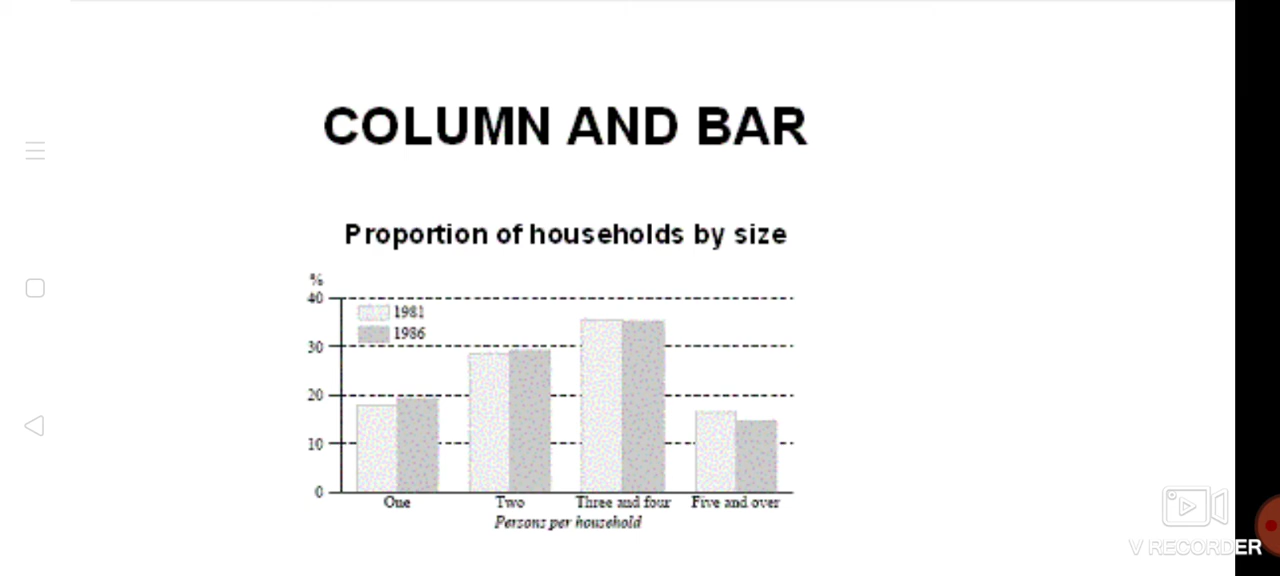 COLUMN AND BAR
Proportion of households by size
%
40
1981
1986
30
20
10
0
One Two Three and four Five and over
Persons per household
V RECORDER